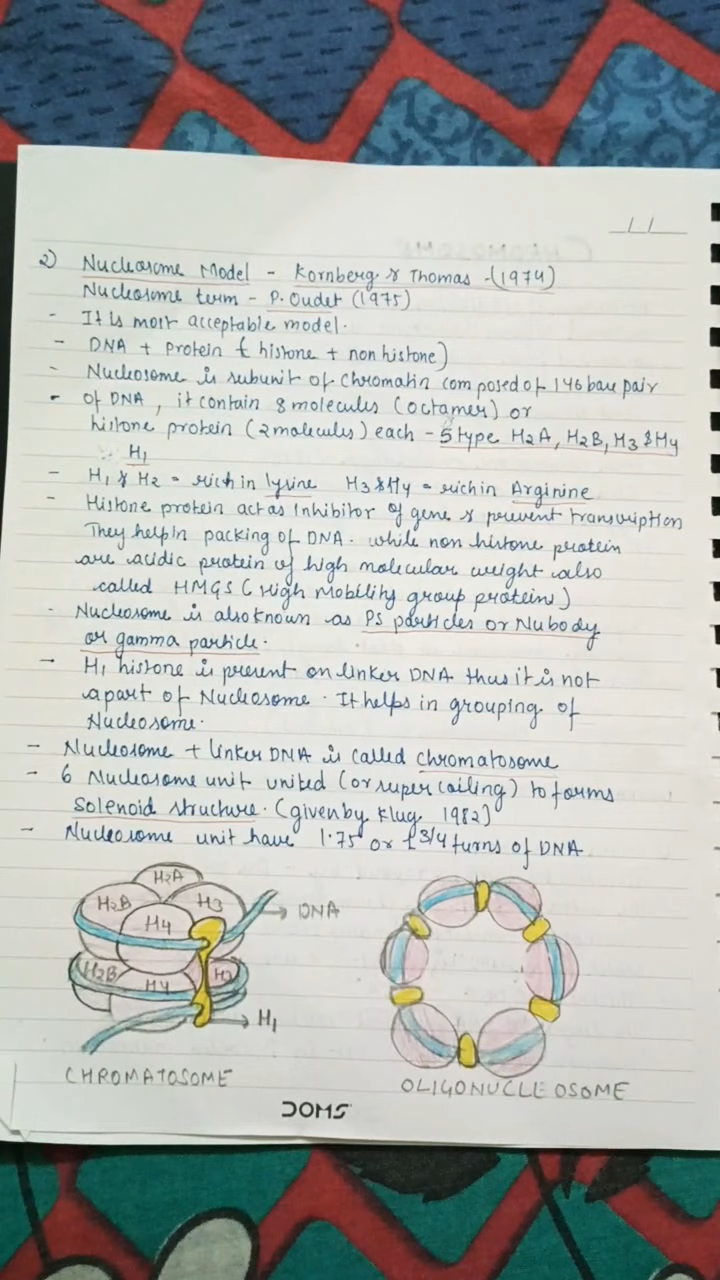 2) Nucleosome Model - Kornberg & Thomas - (1974)
Nucleosome term - P. Oudet (1975)
- It is most acceptable model.
- DNA + Protein ( histone + non histone)
- Nucleosome is subunit of chromatin composed of 146 base pair
- of DNA, it contain 8 molecules (octamer) or
histone protein (2 molecules) each - 5 type H2A, H2B, H3 & H4
H1
- H1 & H2 = rich in lysine H3 & H4 = rich in Arginine
- Histone protein act as Inhibitor of gene & prevent transcription
They help in packing of DNA. while non histone protein
are acidic protein of high molecular weight also
called HMGS (High Mobility group protein)
- Nucleosome is also known as PS particles or Nubody
or gamma particle.
- H1 histone is present on linker DNA thus it is not
a part of Nucleosome. It helps in grouping of
Nucleosome.
- Nucleosome + linker DNA is called chromatosome
- 6 Nucleosome unit united (or super coiling) to forms
Solenoid structure. (given by Klug 1982)
- Nucleosome unit have 1.75 or 1 3/4 turns of DNA
H2A
H2B H3
H4
DNA
H2B H4 H3
H1
CHROMATOSOME
OLIGONUCLEOSOME
DOMS